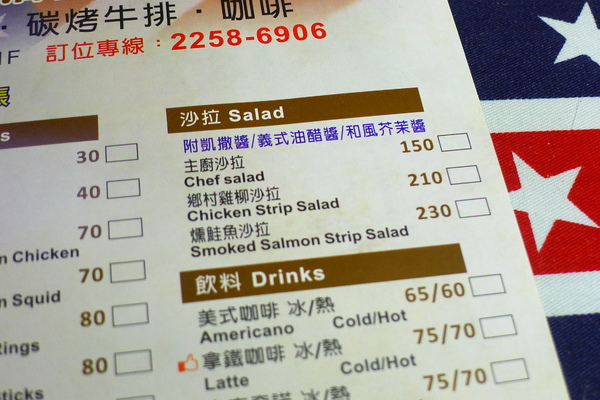 碳烤牛排·咖啡
訂位專線：2258-6906
30
40
70
n Chicken
70
n Squid
80
Rings
80
Sticks
沙拉 Salad
附凱撒醬/義式油醋醬/和風芥茉醬
主廚沙拉 150
Chef salad
鄉村雞柳沙拉 210
Chicken Strip Salad
燻鮭魚沙拉 230
Smoked Salmon Strip Salad
飲料 Drinks
美式咖啡 冰/熱 65/60
Americano Cold/Hot
拿鐵咖啡 冰/熱 75/70
Latte Cold/Hot
冰/熱 75/70